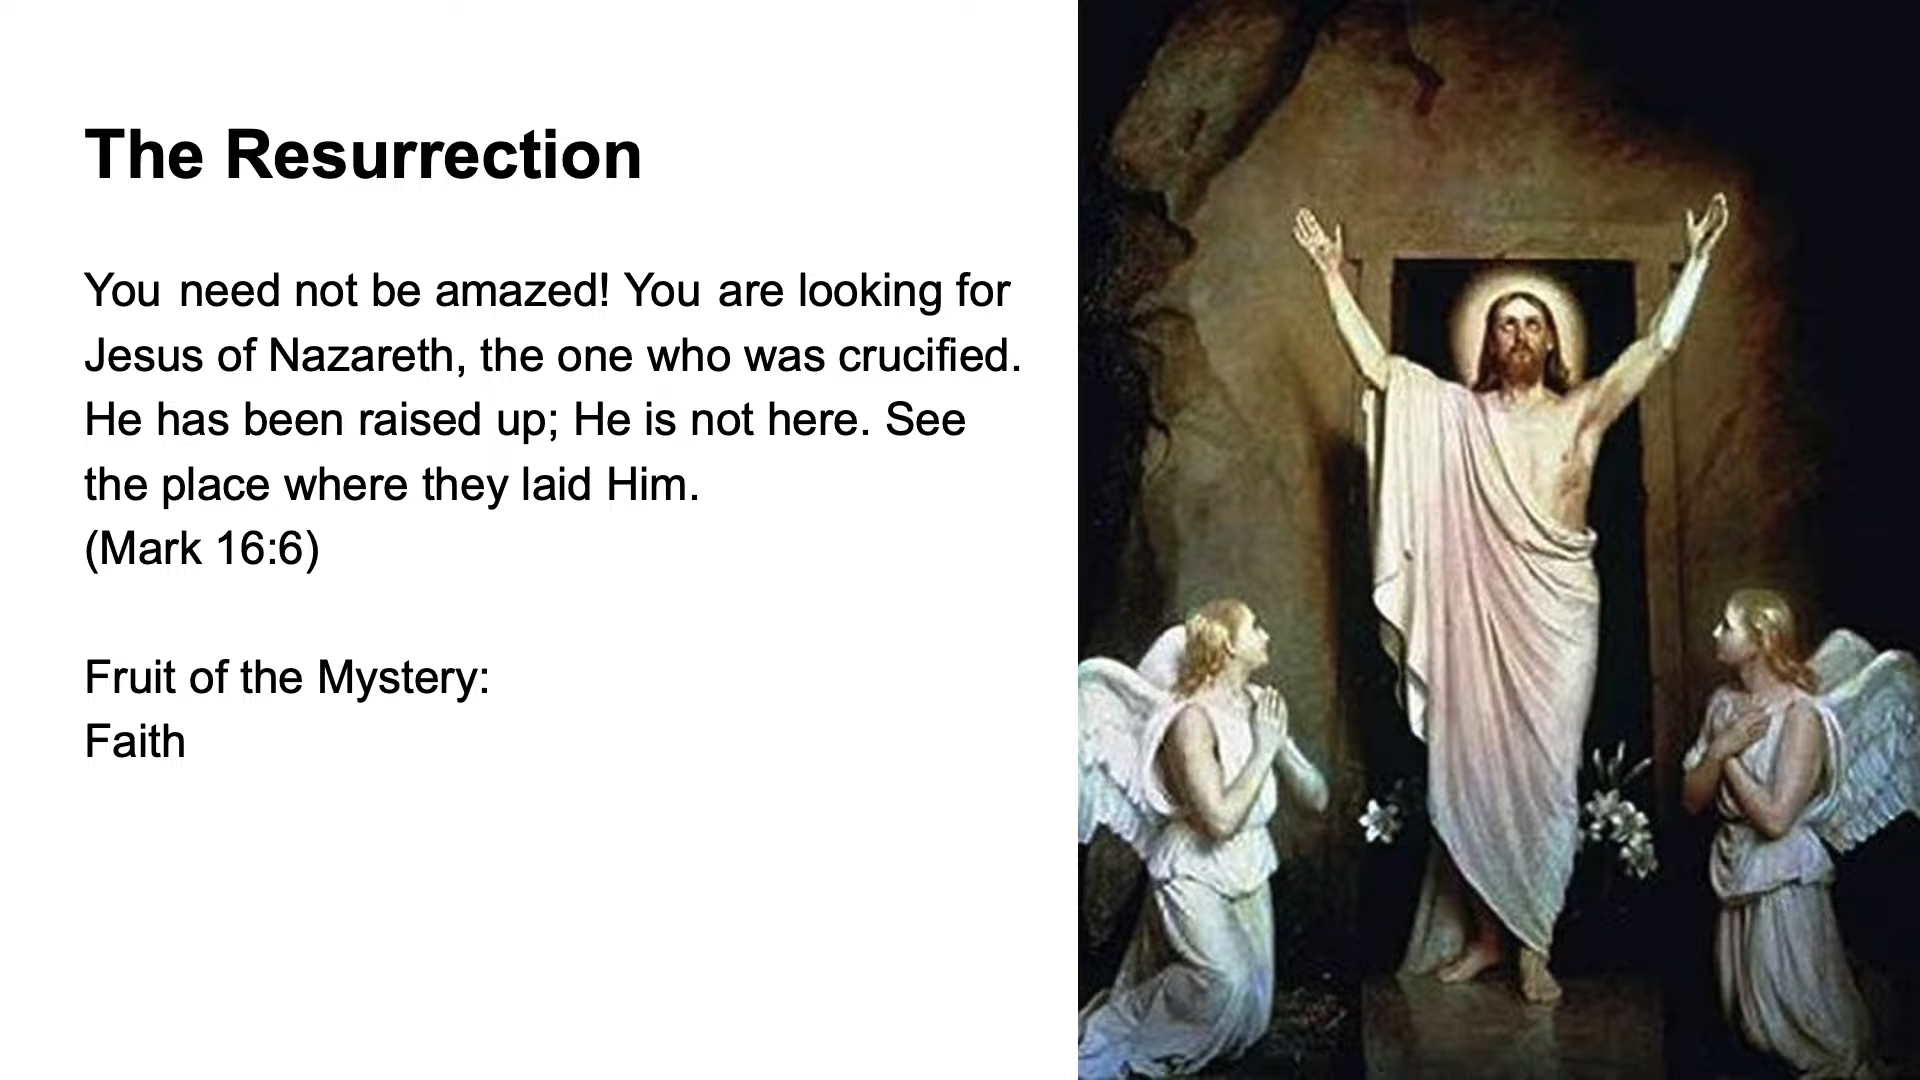 The Resurrection
You need not be amazed! You are looking for
Jesus of Nazareth, the one who was crucified.
He has been raised up; He is not here. See
the place where they laid Him.
(Mark 16:6)
Fruit of the Mystery:
Faith